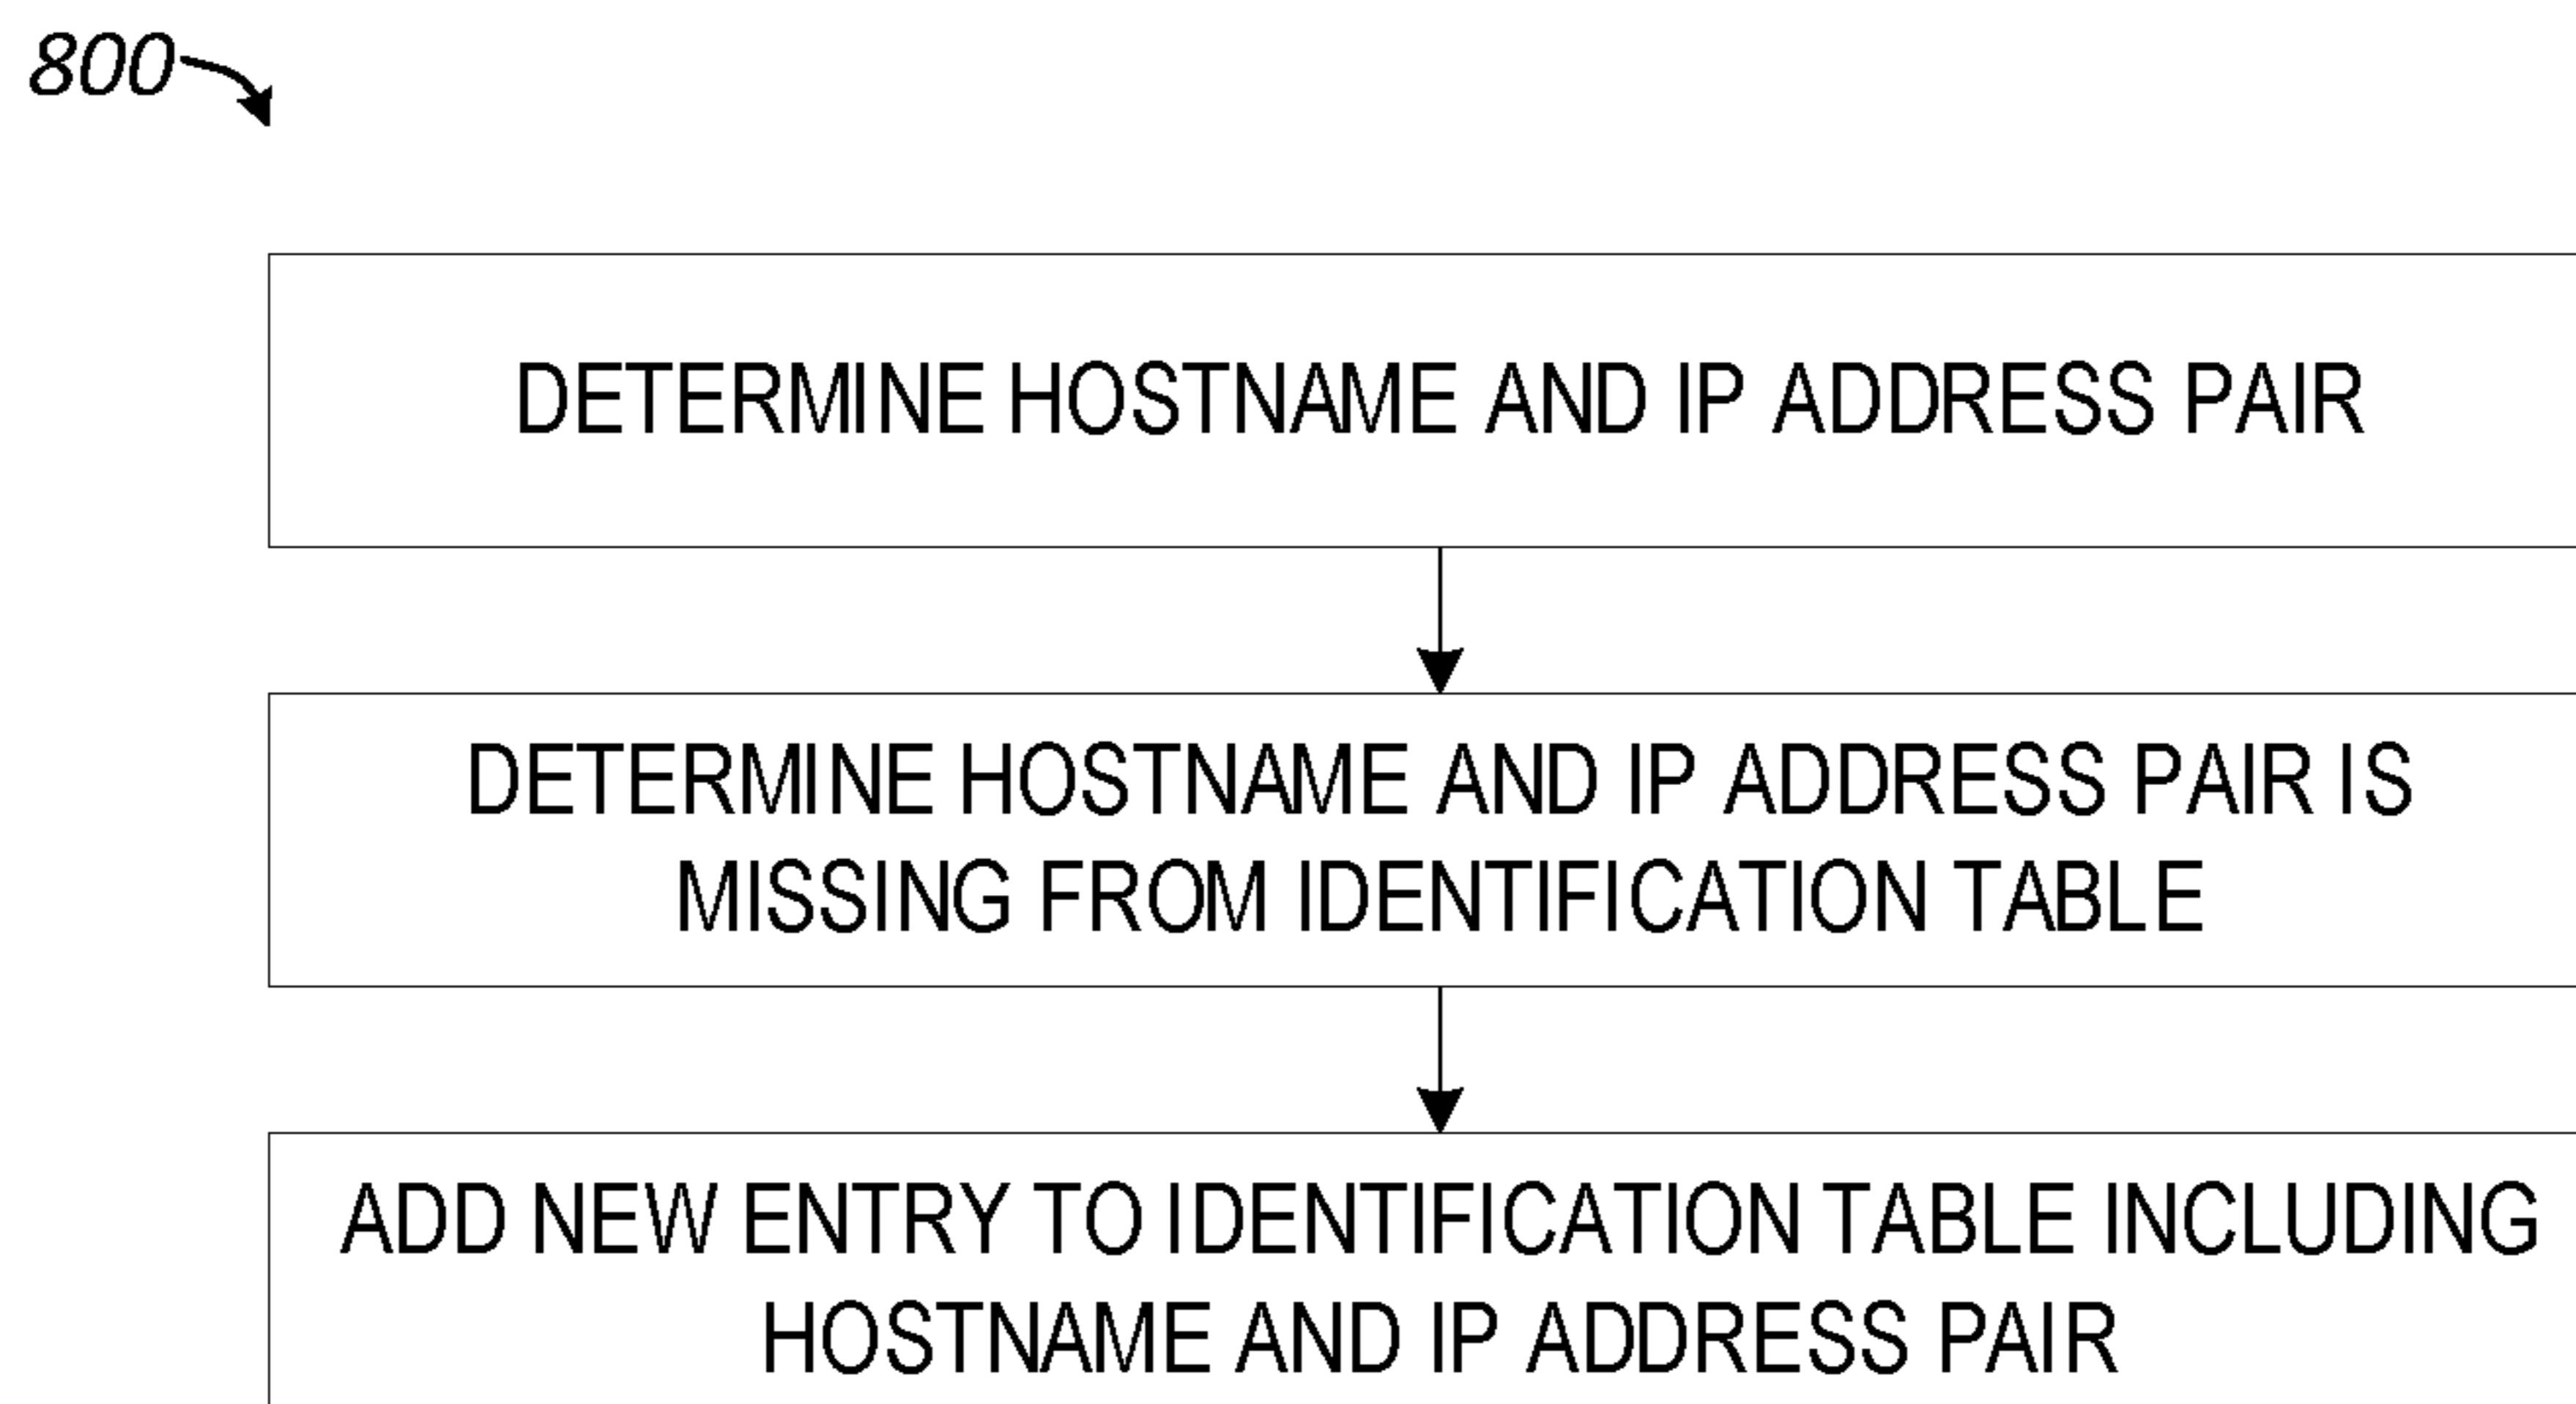 800
DETERMINE HOSTNAME AND IP ADDRESS PAIR
DETERMINE HOSTNAME AND IP ADDRESS PAIR IS
MISSING FROM IDENTIFICATION TABLE
ADD NEW ENTRY TO IDENTIFICATION TABLE INCLUDING
HOSTNAME AND IP ADDRESS PAIR